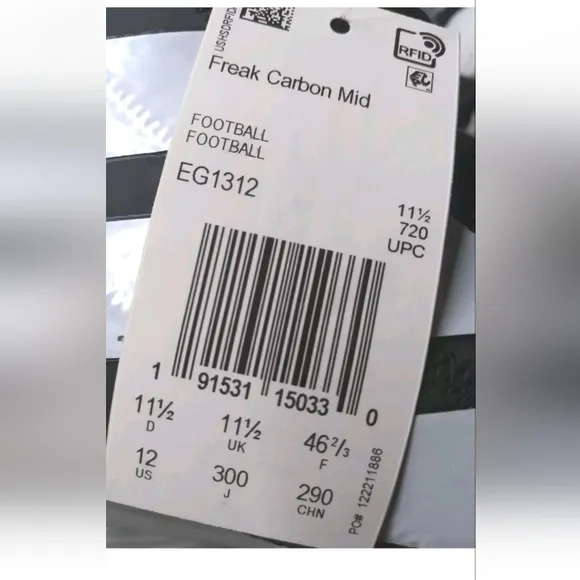 USHSDRFID
RFID
Freak Carbon Mid
FOOTBALL
FOOTBALL
EG1312
11½
720
UPC
1 91531 15033 0
11½ D 11½ UK 46⅔ F
12 US 300 J 290 CHN
PO# 122211886